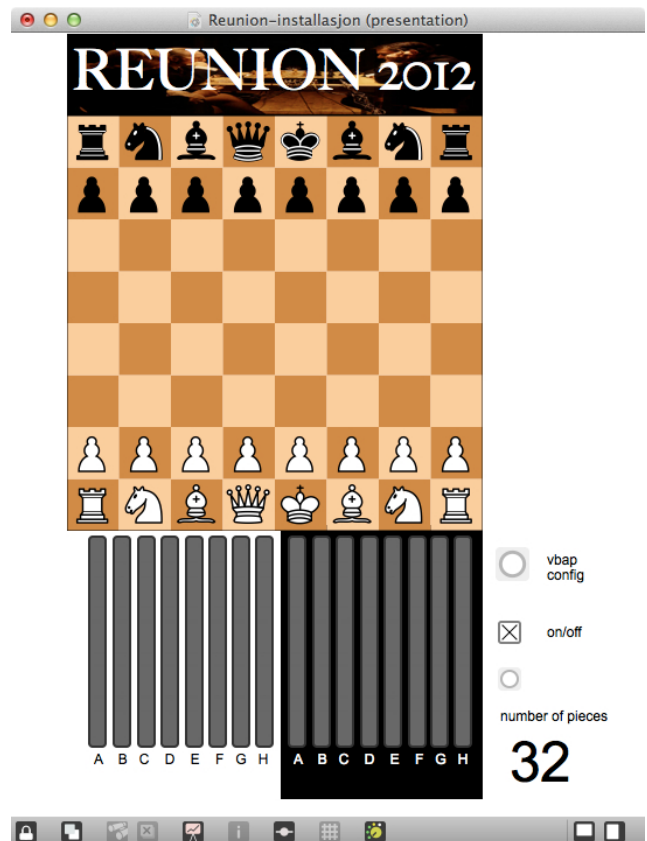 Reunion-installasjon (presentation)
REUNION 2012
vbap
config
on/off
number of pieces
32
A B C D E F G H A B C D E F G H